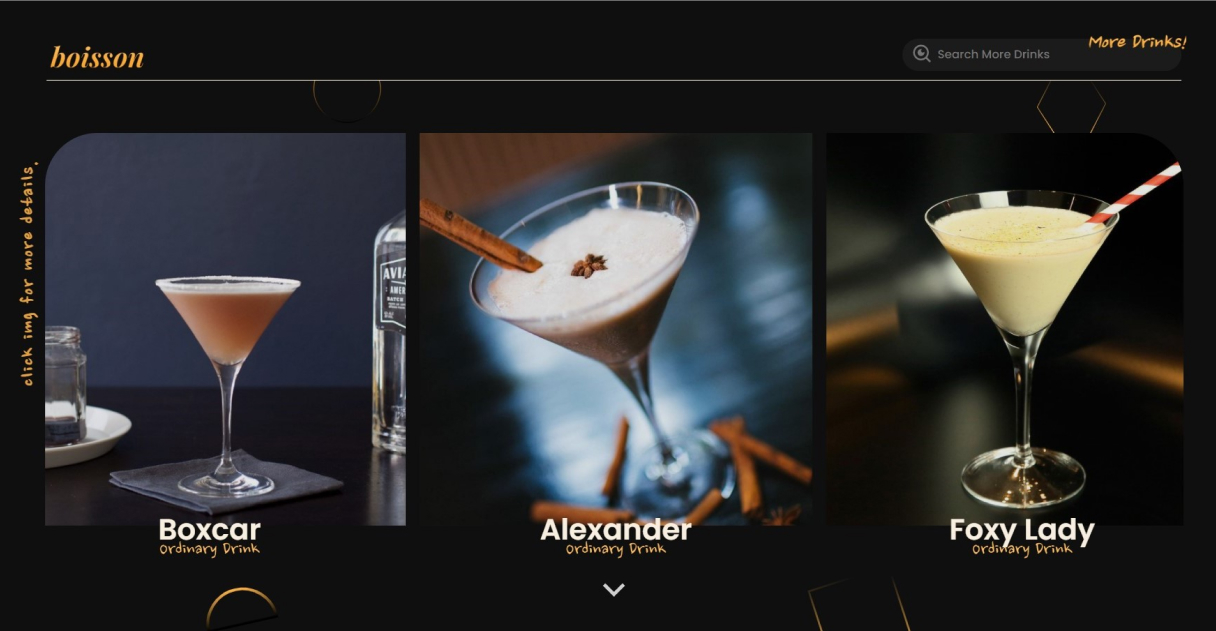 boisson
Search More Drinks
More Drinks!
click img for more details.
AVIA
AMER
BATCH
Boxcar
Ordinary Drink
Alexander
Ordinary Drink
Foxy Lady
Ordinary Drink